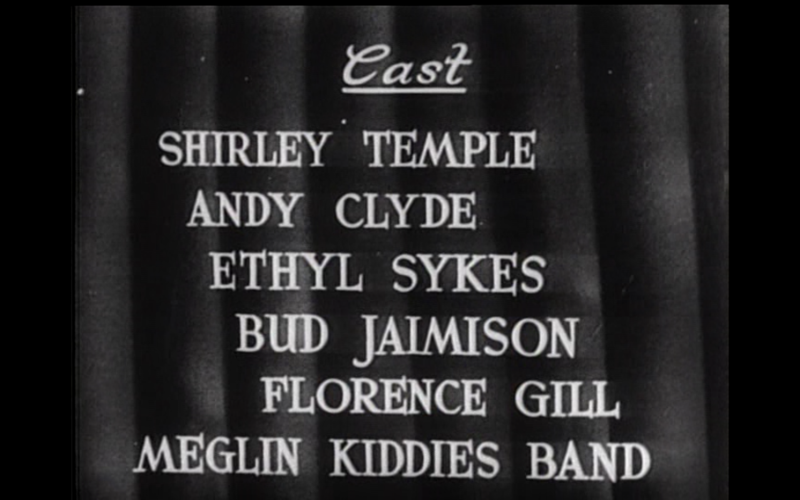 Cast
SHIRLEY TEMPLE
ANDY CLYDE
ETHYL SYKES
BUD JAIMISON
FLORENCE GILL
MEGLIN KIDDIES BAND